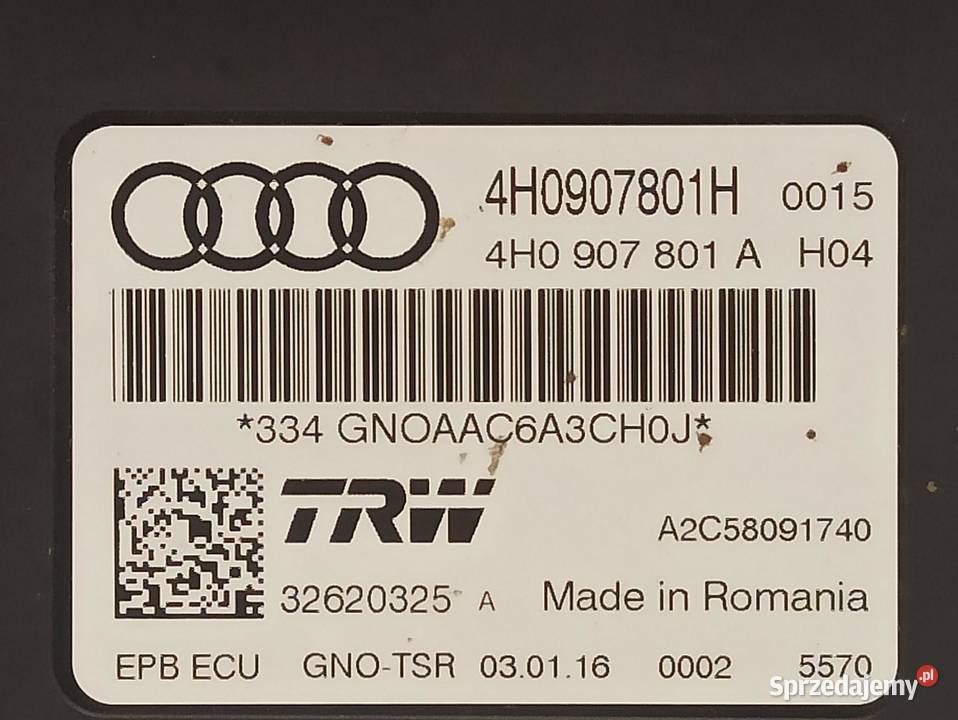 4H0907801H 0015
4H0 907 801 A H04
*334 GNOAAC6A3CH0J*
TRW
A2C58091740
32620325 A Made in Romania
EPB ECU GNO-TSR 03.01.16 0002 5570
Sprzedajemy.pl